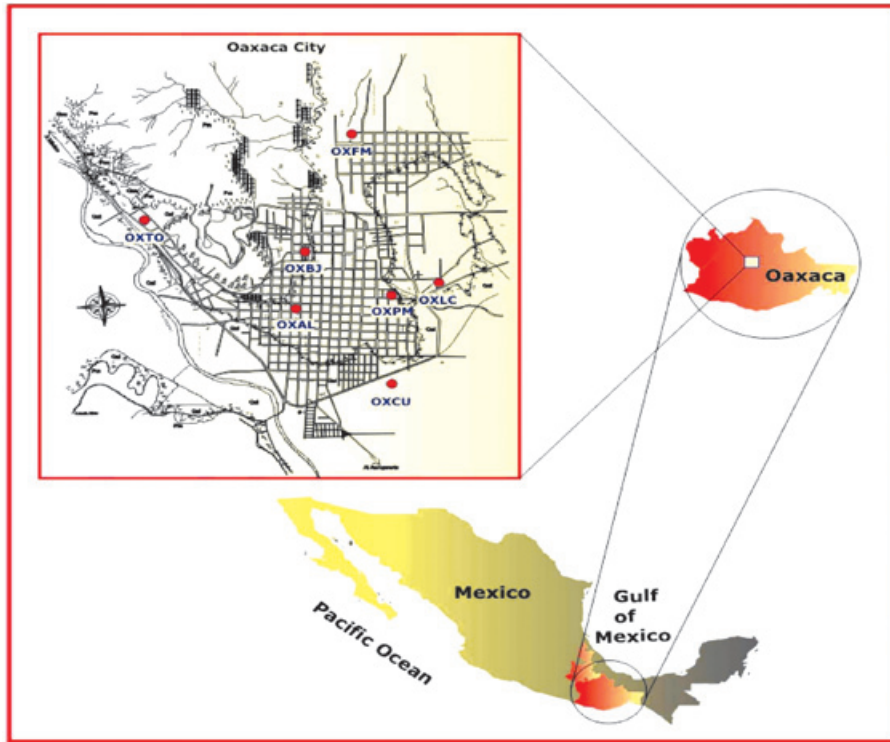 Oaxaca City
OXFM
OXTO
OXBJ
OXLC
OXPM
OXAL
OXCU
Oaxaca
Mexico
Gulf
of
Mexico
Pacific Ocean